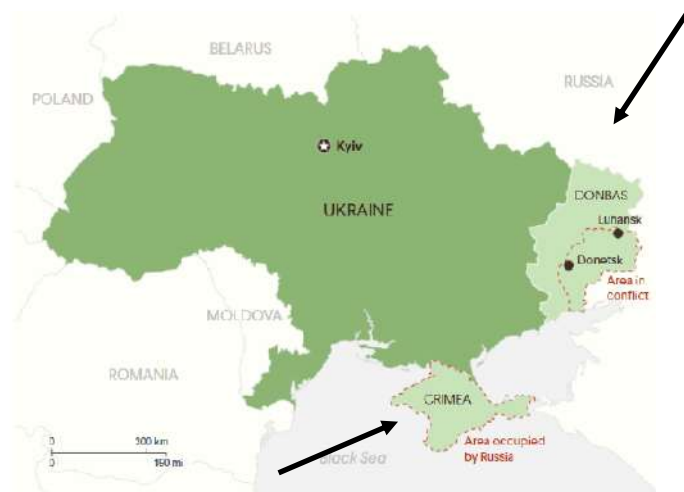 BELARUS
RUSSIA
POLAND
Kyiv
DONBAS
UKRAINE
Luhansk
Donetsk
Area in
conflict
MOLDOVA
ROMANIA
CRIMEA
0 300 km
0 150 mi
Area occupied
by Russia
Black Sea